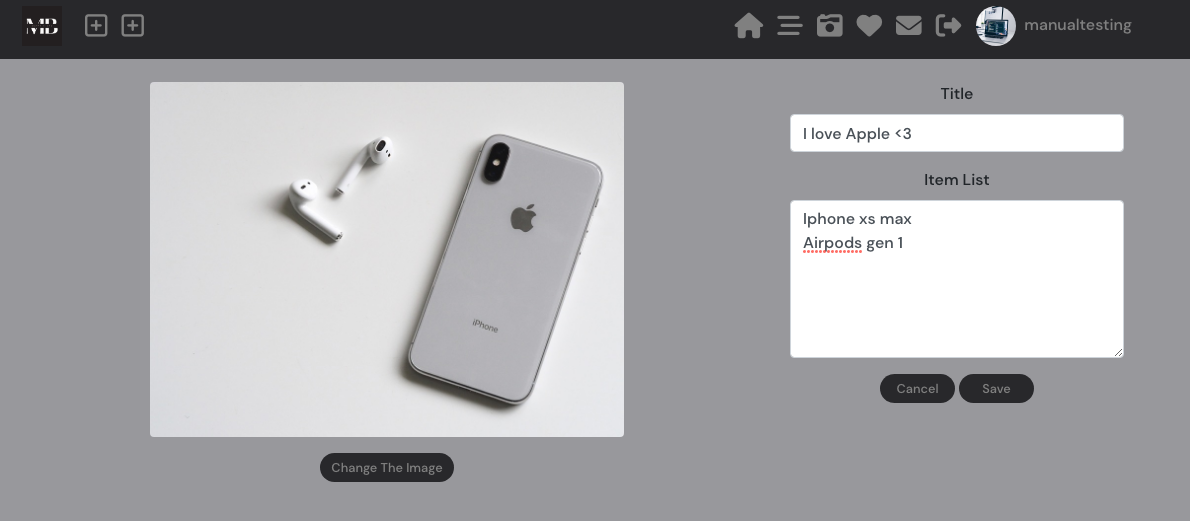 MB
manualtesting
iPhone
Change The Image
Title
I love Apple <3
Item List
Iphone xs max
Airpods gen 1
Cancel
Save